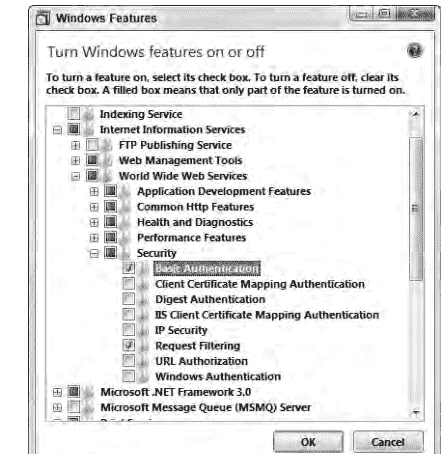 Windows Features
Turn Windows features on or off
To turn a feature on, select its check box. To turn a feature off, clear its
check box. A filled box means that only part of the feature is turned on.
Indexing Service
Internet Information Services
FTP Publishing Service
Web Management Tools
World Wide Web Services
Application Development Features
Common Http Features
Health and Diagnostics
Performance Features
Security
Basic Authentication
Client Certificate Mapping Authentication
Digest Authentication
IIS Client Certificate Mapping Authentication
IP Security
Request Filtering
URL Authorization
Windows Authentication
Microsoft .NET Framework 3.0
Microsoft Message Queue (MSMQ) Server
OK Cancel